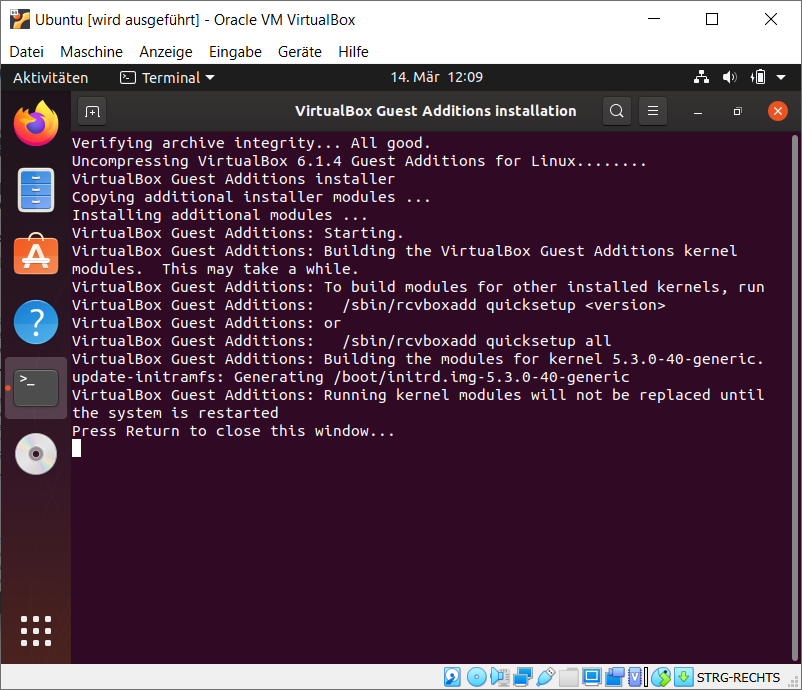 Ubuntu [wird ausgeführt] - Oracle VM VirtualBox
Datei Maschine Anzeige Eingabe Geräte Hilfe
Aktivitäten Terminal 14. Mär 12:09
VirtualBox Guest Additions installation
Verifying archive integrity... All good.
Uncompressing VirtualBox 6.1.4 Guest Additions for Linux........
VirtualBox Guest Additions installer
Copying additional installer modules ...
Installing additional modules ...
VirtualBox Guest Additions: Starting.
VirtualBox Guest Additions: Building the VirtualBox Guest Additions kernel
modules.  This may take a while.
VirtualBox Guest Additions: To build modules for other installed kernels, run
VirtualBox Guest Additions:   /sbin/rcvboxadd quicksetup <version>
VirtualBox Guest Additions: or
VirtualBox Guest Additions:   /sbin/rcvboxadd quicksetup all
VirtualBox Guest Additions: Building the modules for kernel 5.3.0-40-generic.
update-initramfs: Generating /boot/initrd.img-5.3.0-40-generic
VirtualBox Guest Additions: Running kernel modules will not be replaced until
the system is restarted
Press Return to close this window...
STRG-RECHTS